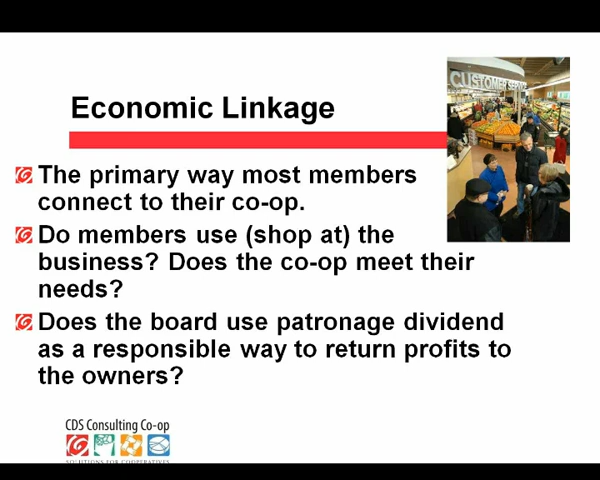 CUSTOMER SERVICE
Economic Linkage
The primary way most members
connect to their co-op.
Do members use (shop at) the
business? Does the co-op meet their
needs?
Does the board use patronage dividend
as a responsible way to return profits to
the owners?
CDS Consulting Co-op
SOLUTIONS FOR COOPERATIVES